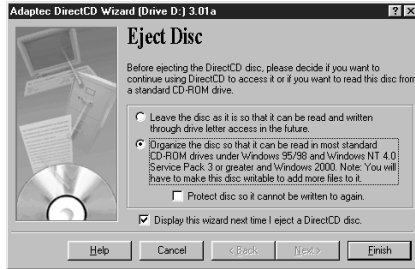 Adaptec DirectCD Wizard (Drive D:) 3.01a
Eject Disc
Before ejecting the DirectCD disc, please decide if you want to
continue using DirectCD to access it or if you want to read this disc from
a standard CD-ROM drive.
Leave the disc as it is so that it can be read and written
through drive letter access in the future.
Organize the disc so that it can be read in most standard
CD-ROM drives under Windows 95/98 and Windows NT 4.0
Service Pack 3 or greater and Windows 2000. Note: You will
have to make this disc writable to add more files to it.
Protect disc so it cannot be written to again.
Display this wizard next time I eject a DirectCD disc.
Help Cancel < Back Next > Finish